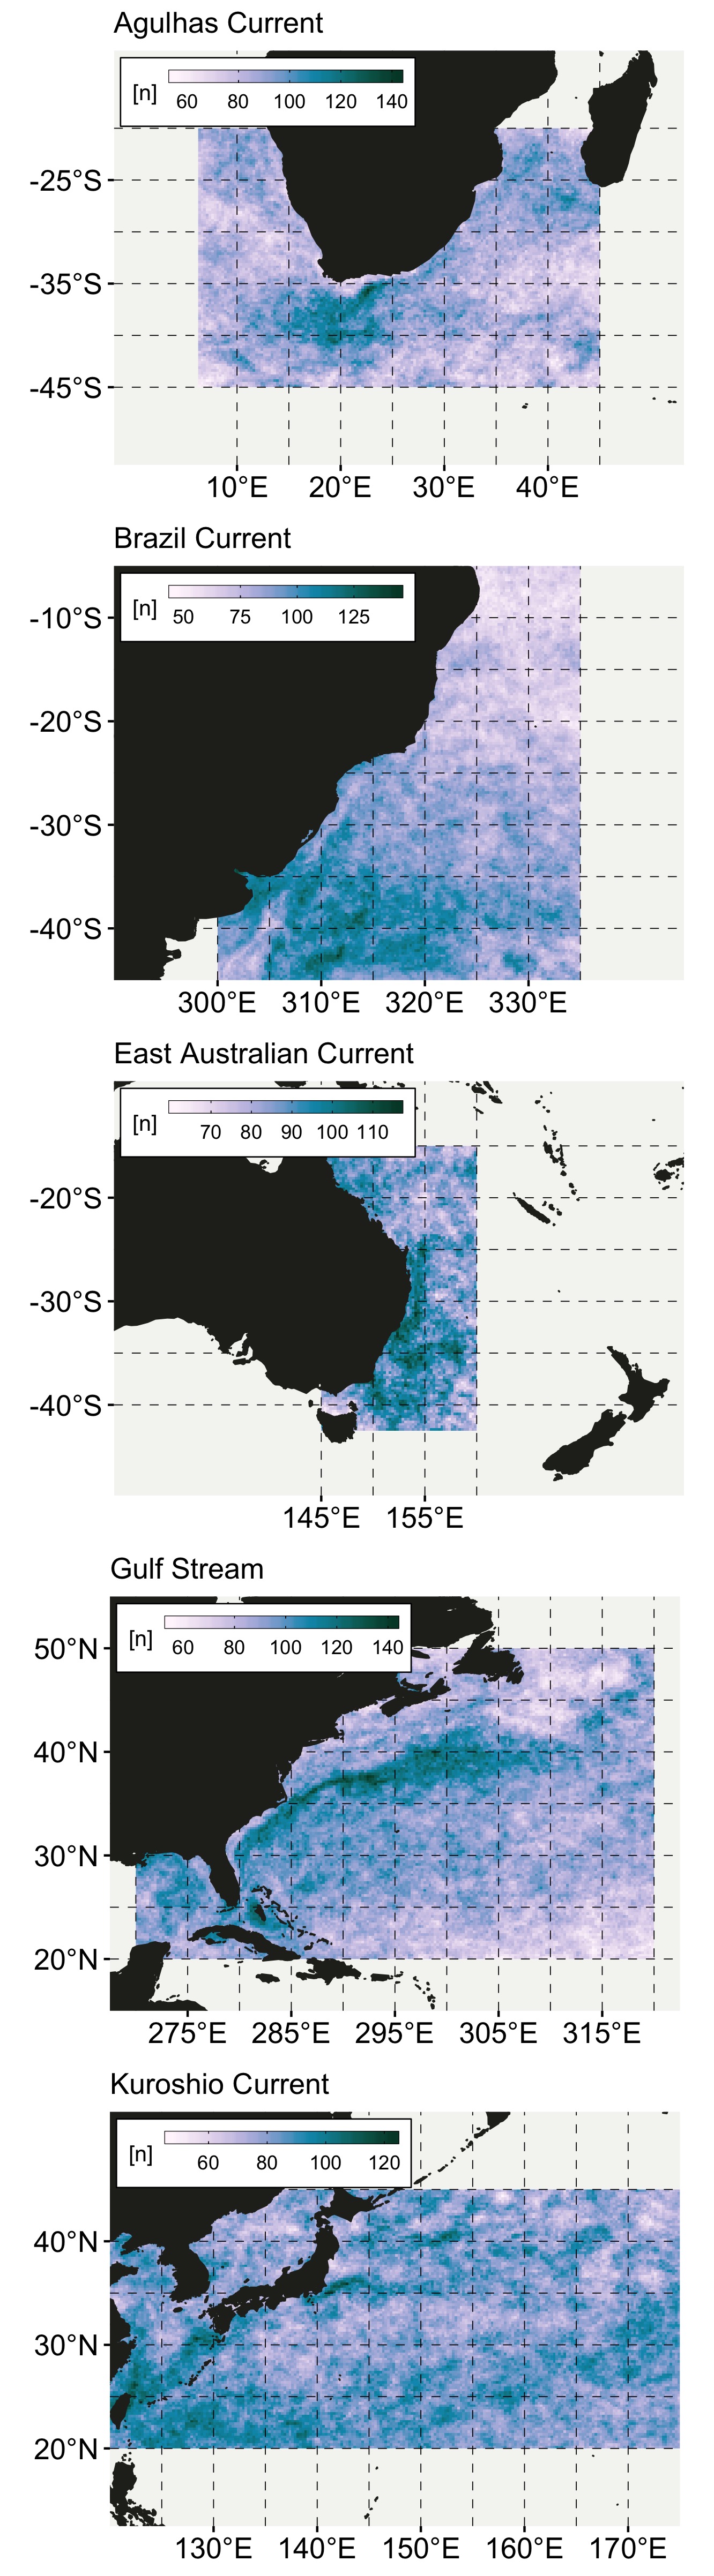 Agulhas Current
[n]
60 80 100 120 140
-25°S
-35°S
-45°S
10°E 20°E 30°E 40°E
Brazil Current
[n]
50 75 100 125
-10°S
-20°S
-30°S
-40°S
300°E 310°E 320°E 330°E
East Australian Current
[n]
70 80 90 100 110
-20°S
-30°S
-40°S
145°E 155°E
Gulf Stream
[n]
60 80 100 120 140
50°N
40°N
30°N
20°N
275°E 285°E 295°E 305°E 315°E
Kuroshio Current
[n]
60 80 100 120
40°N
30°N
20°N
130°E 140°E 150°E 160°E 170°E